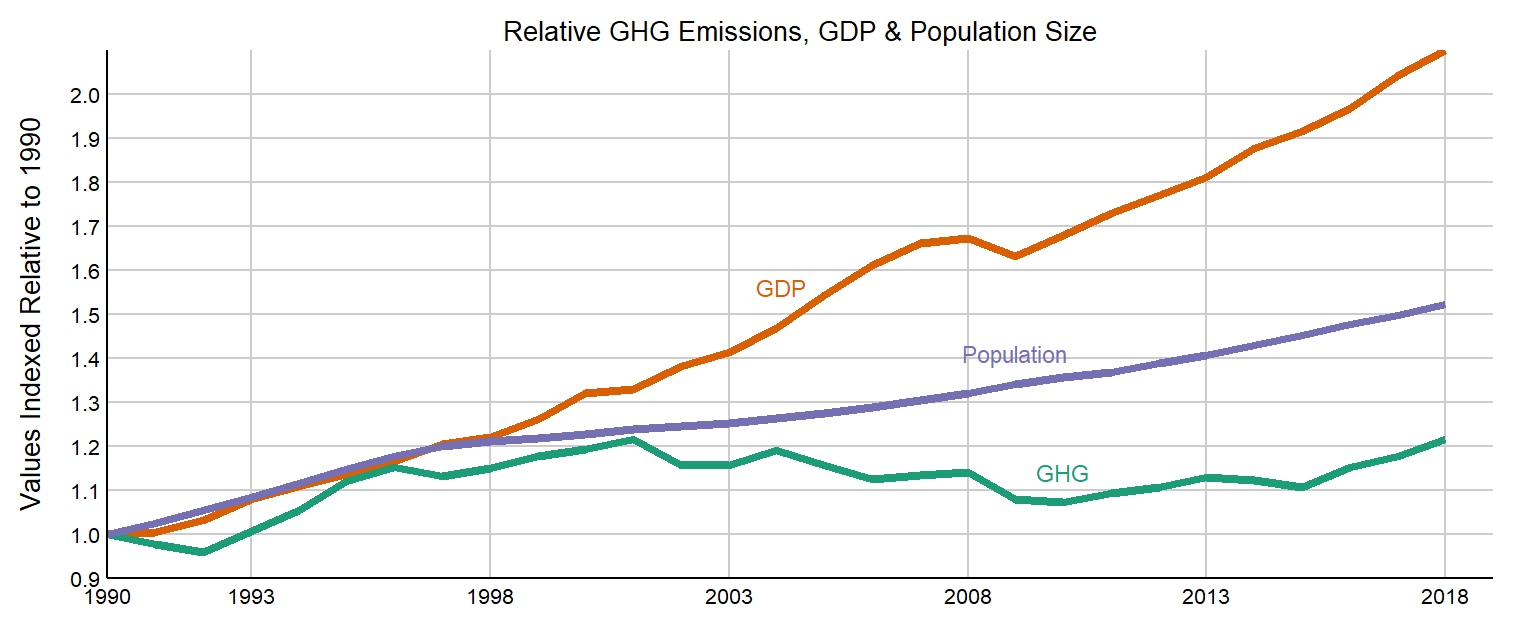 Relative GHG Emissions, GDP & Population Size
Values Indexed Relative to 1990
2.0
1.9
1.8
1.7
1.6
1.5
1.4
1.3
1.2
1.1
1.0
0.9
GDP
Population
GHG
1990 1993 1998 2003 2008 2013 2018